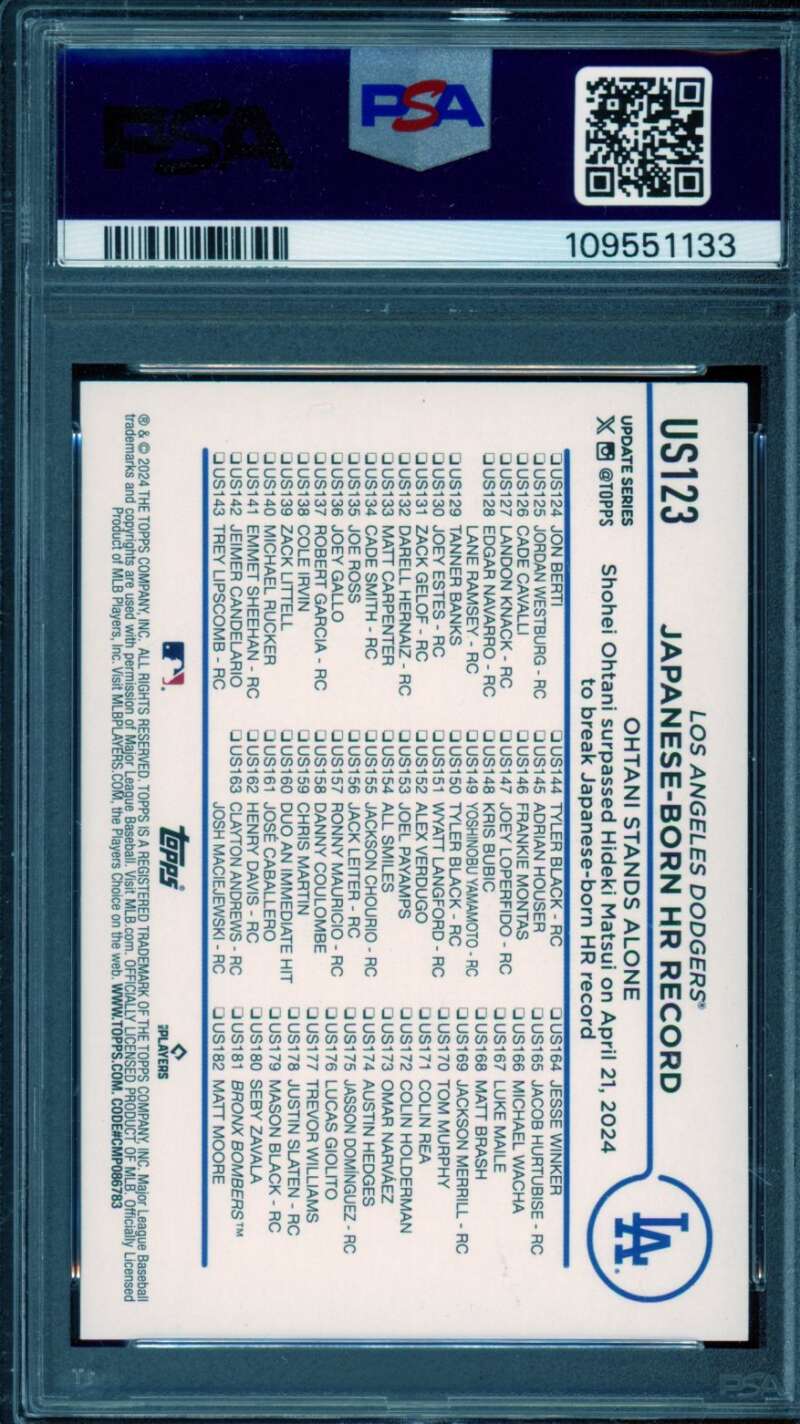 PSA
PSA
109551133
US123
LOS ANGELES DODGERS®
JAPANESE-BORN HR RECORD
UPDATE SERIES
@TOPPS
OHTANI STANDS ALONE
Shohei Ohtani surpassed Hideki Matsui on April 21, 2024
to break Japanese-born HR record
❑US124 JON BERTI
❑US125 JORDAN WESTBURG - RC
❑US126 CADE CAVALLI
❑US127 LANDON KNACK - RC
❑US128 EDGAR NAVARRO - RC
LANE RAMSEY - RC
❑US129 TANNER BANKS
❑US130 JOEY ESTES - RC
❑US131 ZACK GELOF - RC
❑US132 DARELL HERNAIZ - RC
❑US133 MATT CARPENTER
❑US134 CADE SMITH - RC
❑US135 JOE ROSS
❑US136 JOEY GALLO
❑US137 ROBERT GARCIA - RC
❑US138 COLE IRVIN
❑US139 ZACK LITTELL
❑US140 MICHAEL RUCKER
❑US141 EMMET SHEEHAN - RC
❑US142 JEIMER CANDELARIO
❑US143 TREY LIPSCOMB - RC
❑US144 TYLER BLACK - RC
❑US145 ADRIAN HOUSER
❑US146 FRANKIE MONTAS
❑US147 JOEY LOPERFIDO - RC
❑US148 KRIS BUBIC
❑US149 YOSHINOBU YAMAMOTO - RC
❑US150 TYLER BLACK - RC
❑US151 WYATT LANGFORD - RC
❑US152 ALEX VERDUGO
❑US153 JOEL PAYAMPS
❑US154 ALL SMILES
❑US155 JACKSON CHOURIO - RC
❑US156 JACK LEITER - RC
❑US157 RONNY MAURICIO - RC
❑US158 DANNY COULOMBE
❑US159 CHRIS MARTIN
❑US160 DUO AN IMMEDIATE HIT
❑US161 JOSÉ CABALLERO
❑US162 HENRY DAVIS - RC
❑US163 CLAYTON ANDREWS - RC
JOSH MACIEJEWSKI - RC
❑US164 JESSE WINKER
❑US165 JACOB HURTUBISE - RC
❑US166 MICHAEL WACHA
❑US167 LUKE MAILE
❑US168 MATT BRASH
❑US169 JACKSON MERRILL - RC
❑US170 TOM MURPHY
❑US171 COLIN REA
❑US172 COLIN HOLDERMAN
❑US173 OMAR NARVÁEZ
❑US174 AUSTIN HEDGES
❑US175 JASSON DOMÍNGUEZ - RC
❑US176 LUCAS GIOLITO
❑US177 TREVOR WILLIAMS
❑US178 JUSTIN SLATEN - RC
❑US179 MASON BLACK - RC
❑US180 SEBY ZAVALA
❑US181 BRONX BOMBERS™
❑US182 MATT MOORE
LA
topps
PLAYERS
® & © 2024 THE TOPPS COMPANY, INC. ALL RIGHTS RESERVED. TOPPS IS A REGISTERED TRADEMARK OF THE TOPPS COMPANY, INC. Major League Baseball
trademarks and copyrights are used with permission of Major League Baseball. Visit MLB.com. OFFICIALLY LICENSED PRODUCT OF MLB. Officially Licensed
Product of MLB Players, Inc. Visit MLBPLAYERS.COM, the Players Choice on the web. WWW.TOPPS.COM. CODE#CMP086783
PSA